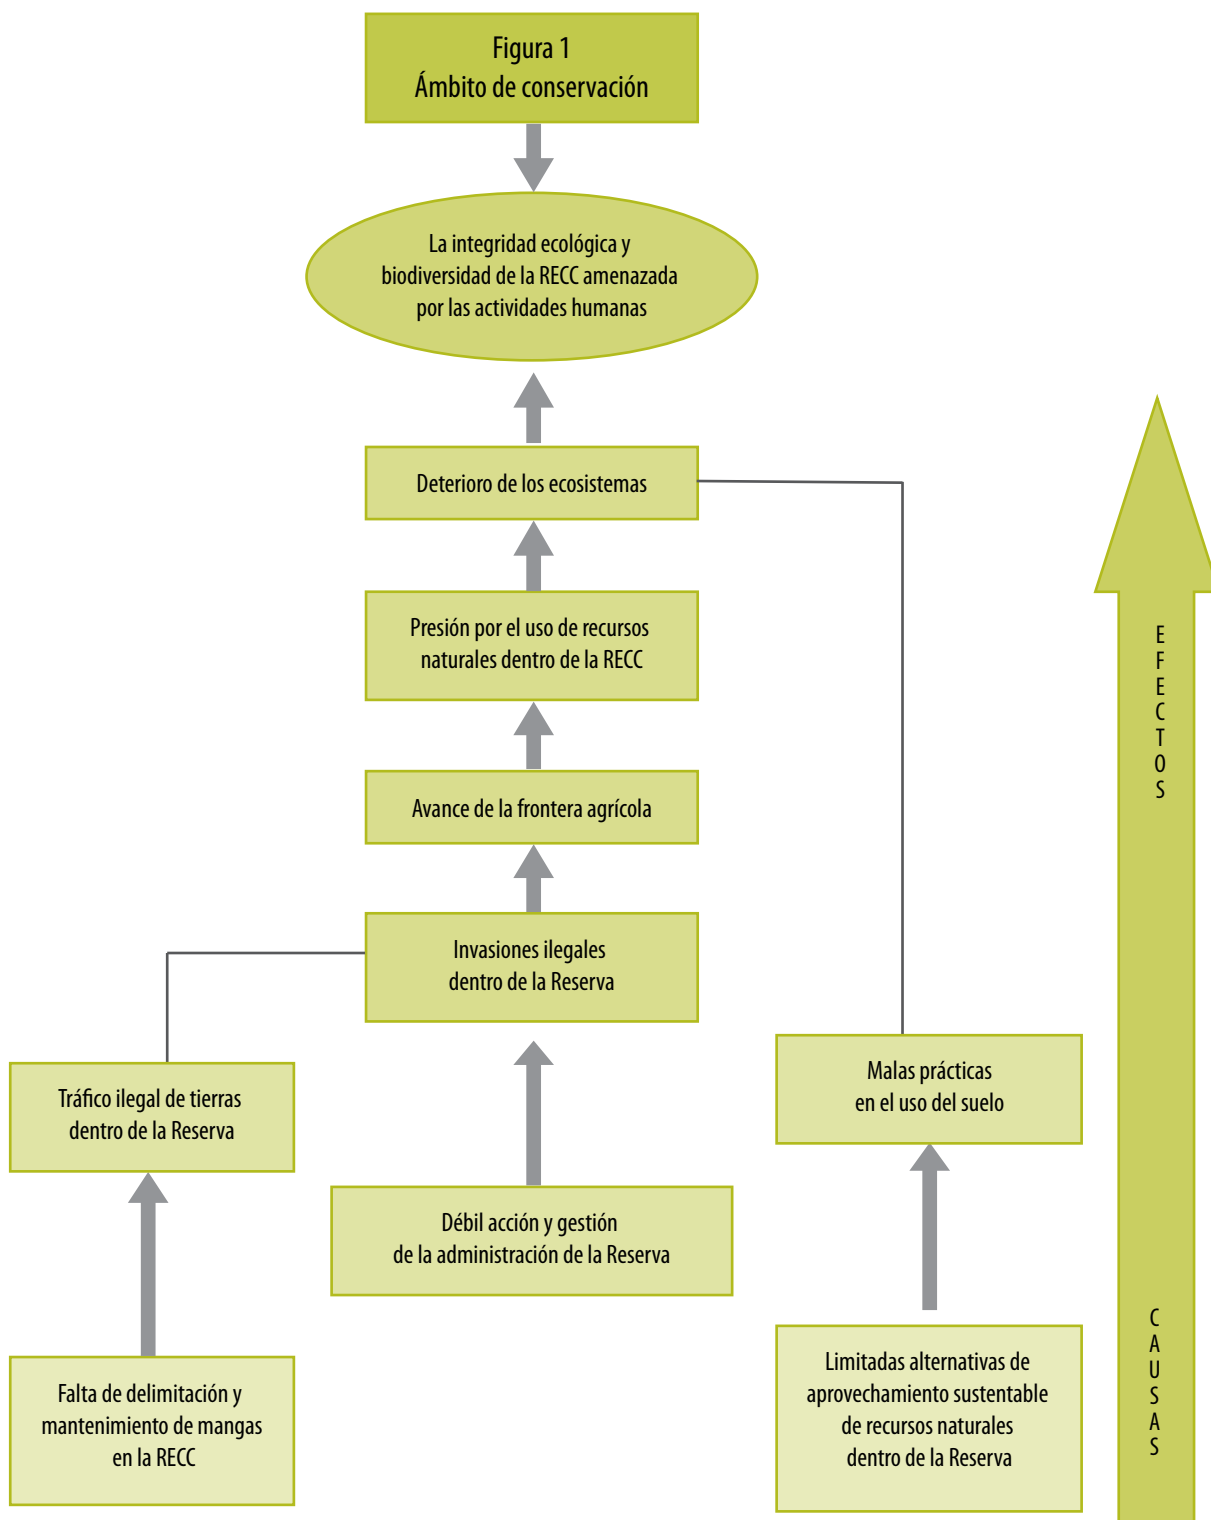 Figura 1
Ámbito de conservación
La integridad ecológica y
biodiversidad de la RECC amenazada
por las actividades humanas
Deterioro de los ecosistemas
Presión por el uso de recursos
naturales dentro de la RECC
Avance de la frontera agrícola
Invasiones ilegales
dentro de la Reserva
Tráfico ilegal de tierras
dentro de la Reserva
Malas prácticas
en el uso del suelo
Débil acción y gestión
de la administración de la Reserva
Falta de delimitación y
mantenimiento de mangas
en la RECC
Limitadas alternativas de
aprovechamiento sustentable
de recursos naturales
dentro de la Reserva
EFECTOS
CAUSAS